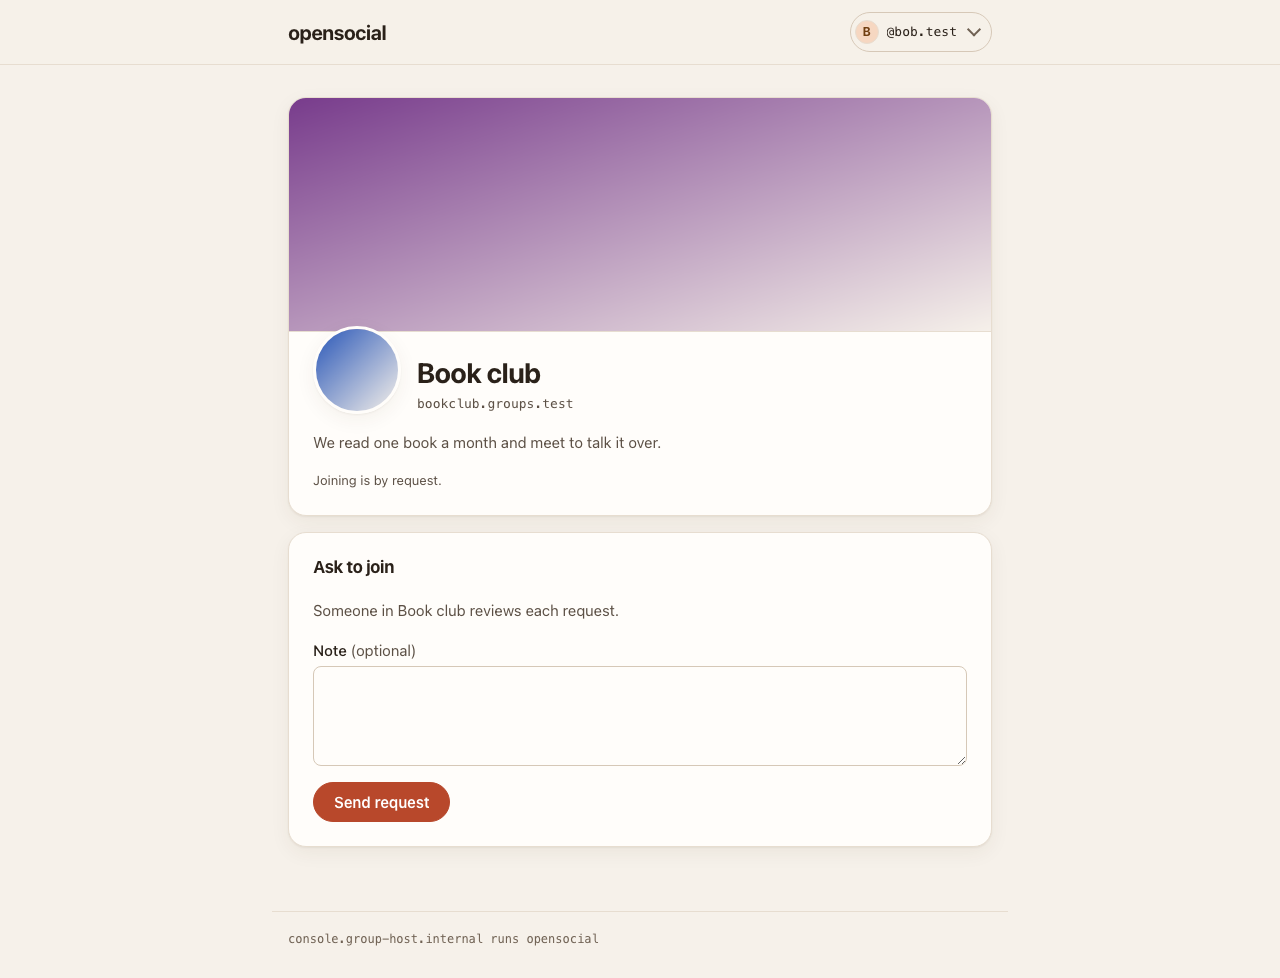 opensocial
B @bob.test
Book club
bookclub.groups.test
We read one book a month and meet to talk it over.
Joining is by request.
Ask to join
Someone in Book club reviews each request.
Note (optional)
Send request
console.group-host.internal runs opensocial